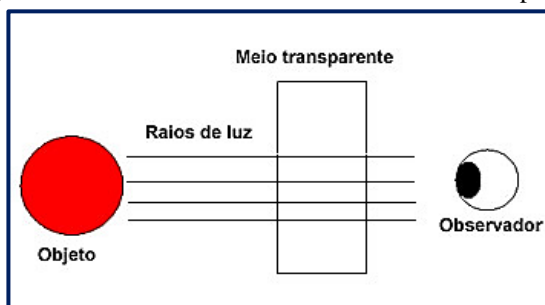 Meio transparente
Raios de luz
Observador
Objeto